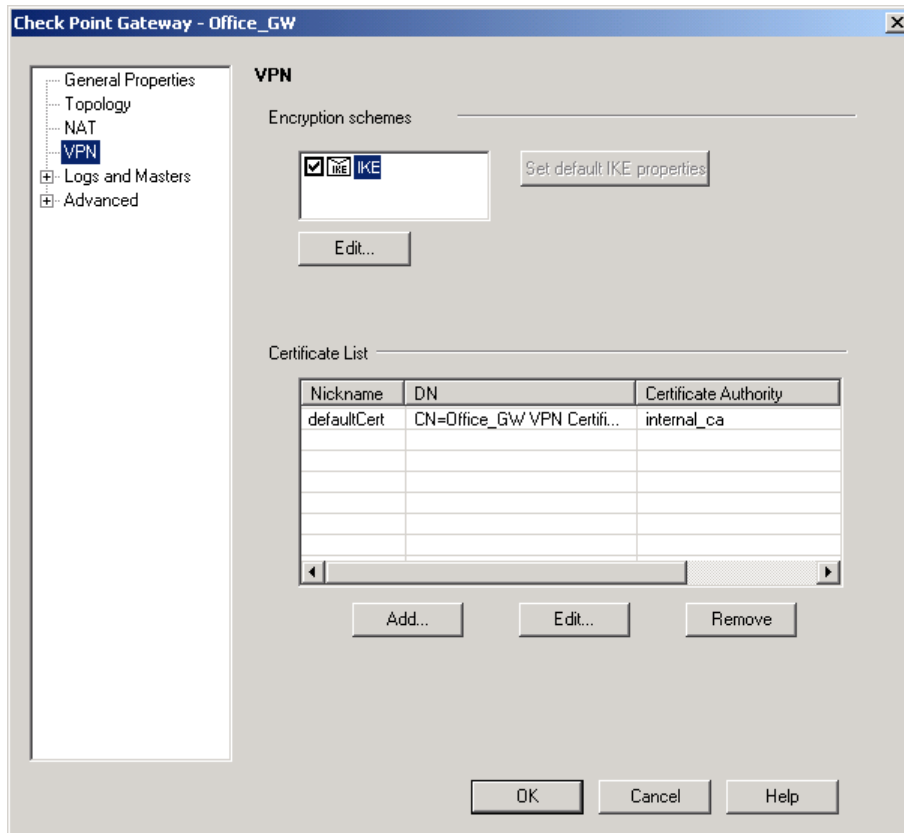 Check Point Gateway - Office_GW
General Properties
Topology
NAT
VPN
Logs and Masters
Advanced
VPN
Encryption schemes
IKE IKE
Set default IKE properties
Edit...
Certificate List
Nickname DN Certificate Authority
defaultCert CN=Office_GW VPN Certifi... internal_ca
Add... Edit... Remove
OK Cancel Help